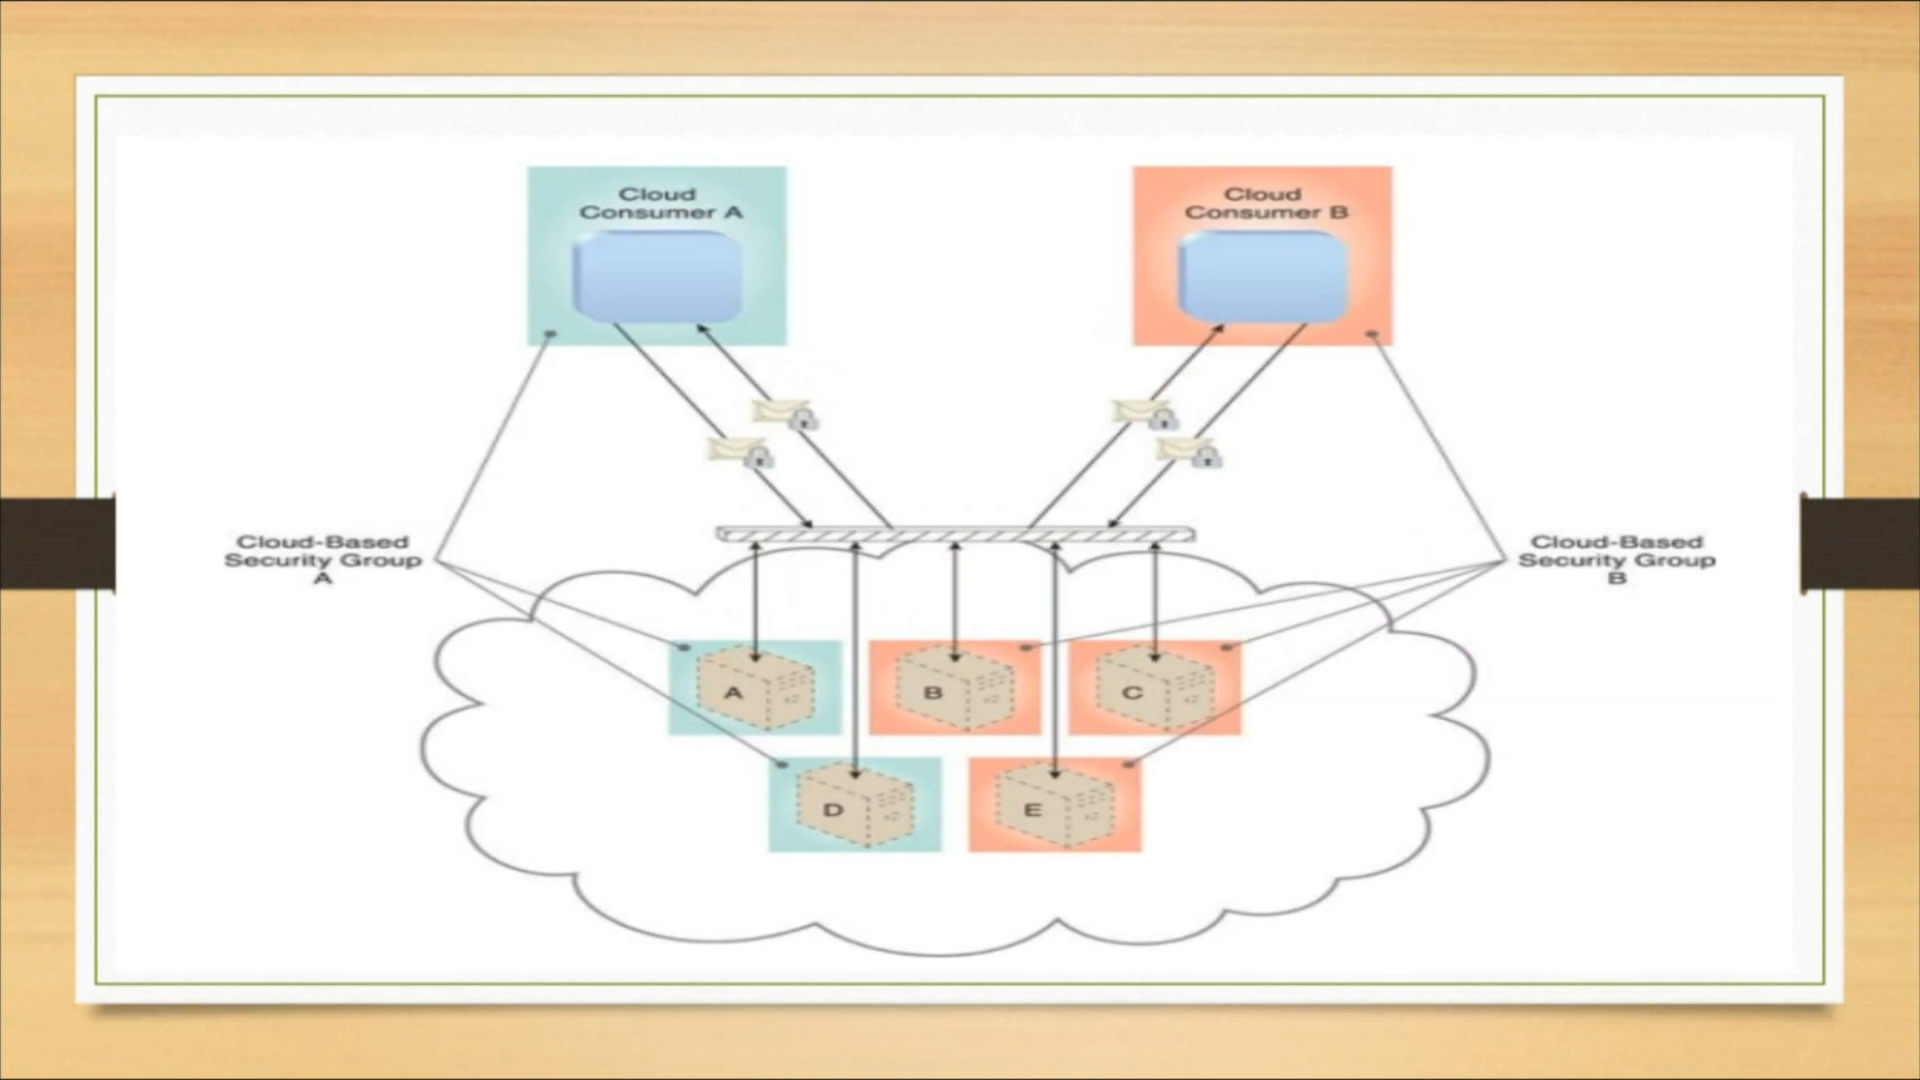 Cloud
Consumer A
Cloud
Consumer B
Cloud-Based
Security Group
A
Cloud-Based
Security Group
B
A
B
C
D
E